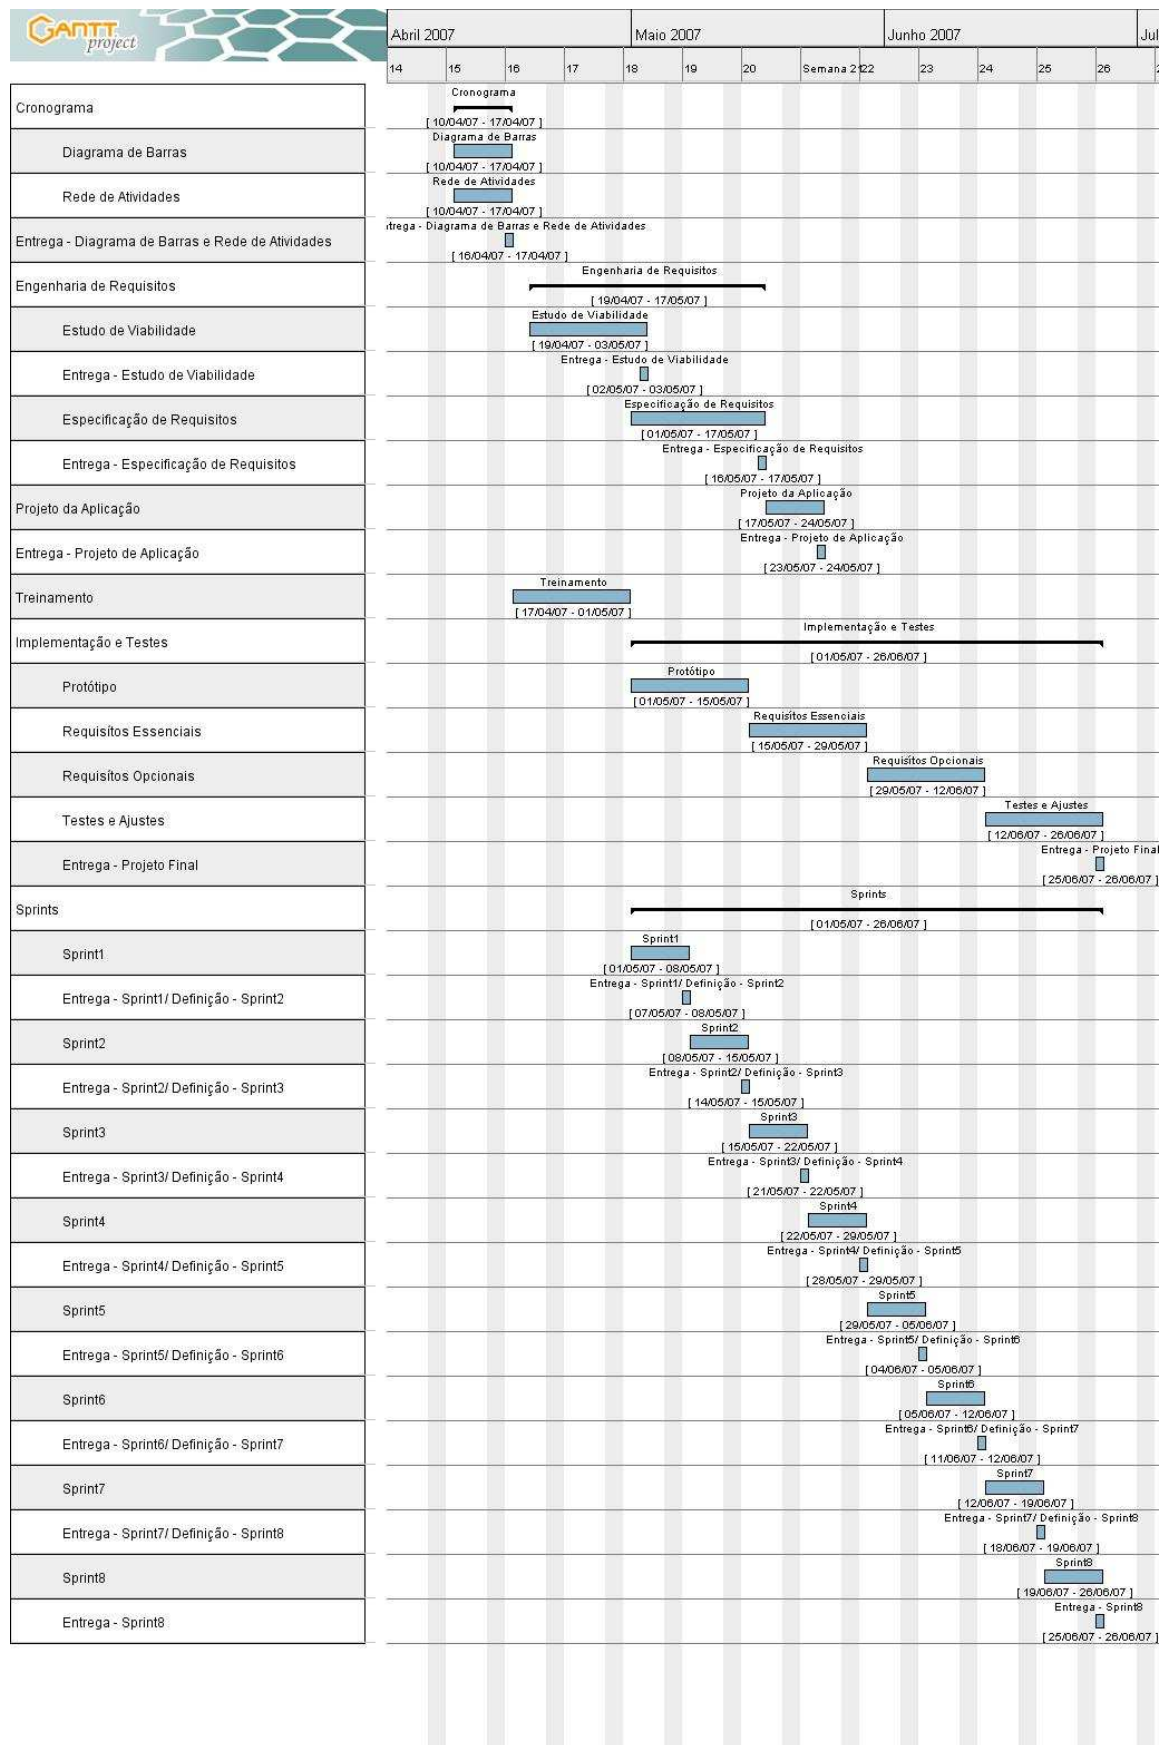 GANTT
project
Abril 2007 Maio 2007 Junho 2007 Jul
14 15 16 17 18 19 20 Semana 21 22 23 24 25 26
Cronograma
Cronograma
[ 10/04/07 - 17/04/07 ]
Diagrama de Barras
Diagrama de Barras
[ 10/04/07 - 17/04/07 ]
Rede de Atividades
Rede de Atividades
[ 10/04/07 - 17/04/07 ]
Entrega - Diagrama de Barras e Rede de Atividades
trega - Diagrama de Barras e Rede de Atividades
[ 16/04/07 - 17/04/07 ]
Engenharia de Requisitos
Engenharia de Requisitos
[ 19/04/07 - 17/05/07 ]
Estudo de Viabilidade
Estudo de Viabilidade
[ 19/04/07 - 03/05/07 ]
Entrega - Estudo de Viabilidade
Entrega - Estudo de Viabilidade
[ 02/05/07 - 03/05/07 ]
Especificação de Requisitos
Especificação de Requisitos
[ 01/05/07 - 17/05/07 ]
Entrega - Especificação de Requisitos
Entrega - Especificação de Requisitos
[ 16/05/07 - 17/05/07 ]
Projeto da Aplicação
Projeto da Aplicação
[ 17/05/07 - 24/05/07 ]
Entrega - Projeto de Aplicação
Entrega - Projeto de Aplicação
[ 23/05/07 - 24/05/07 ]
Treinamento
Treinamento
[ 17/04/07 - 01/05/07 ]
Implementação e Testes
Implementação e Testes
[ 01/05/07 - 26/06/07 ]
Protótipo
Protótipo
[ 01/05/07 - 15/05/07 ]
Requisítos Essenciais
Requisítos Essenciais
[ 15/05/07 - 29/05/07 ]
Requisítos Opcionais
Requisítos Opcionais
[ 29/05/07 - 12/06/07 ]
Testes e Ajustes
Testes e Ajustes
[ 12/06/07 - 26/06/07 ]
Entrega - Projeto Final
Entrega - Projeto Final
[ 25/06/07 - 26/06/07 ]
Sprints
Sprints
[ 01/05/07 - 26/06/07 ]
Sprint1
Sprint1
[ 01/05/07 - 08/05/07 ]
Entrega - Sprint1/ Definição - Sprint2
Entrega - Sprint1/ Definição - Sprint2
[ 07/05/07 - 08/05/07 ]
Sprint2
Sprint2
[ 08/05/07 - 15/05/07 ]
Entrega - Sprint2/ Definição - Sprint3
Entrega - Sprint2/ Definição - Sprint3
[ 14/05/07 - 15/05/07 ]
Sprint3
Sprint3
[ 15/05/07 - 22/05/07 ]
Entrega - Sprint3/ Definição - Sprint4
Entrega - Sprint3/ Definição - Sprint4
[ 21/05/07 - 22/05/07 ]
Sprint4
Sprint4
[ 22/05/07 - 29/05/07 ]
Entrega - Sprint4/ Definição - Sprint5
Entrega - Sprint4/ Definição - Sprint5
[ 28/05/07 - 29/05/07 ]
Sprint5
Sprint5
[ 29/05/07 - 05/06/07 ]
Entrega - Sprint5/ Definição - Sprint6
Entrega - Sprint5/ Definição - Sprint6
[ 04/06/07 - 05/06/07 ]
Sprint6
Sprint6
[ 05/06/07 - 12/06/07 ]
Entrega - Sprint6/ Definição - Sprint7
Entrega - Sprint6/ Definição - Sprint7
[ 11/06/07 - 12/06/07 ]
Sprint7
Sprint7
[ 12/06/07 - 19/06/07 ]
Entrega - Sprint7/ Definição - Sprint8
Entrega - Sprint7/ Definição - Sprint8
[ 18/06/07 - 19/06/07 ]
Sprint8
Sprint8
[ 19/06/07 - 26/06/07 ]
Entrega - Sprint8
Entrega - Sprint8
[ 25/06/07 - 26/06/07 ]